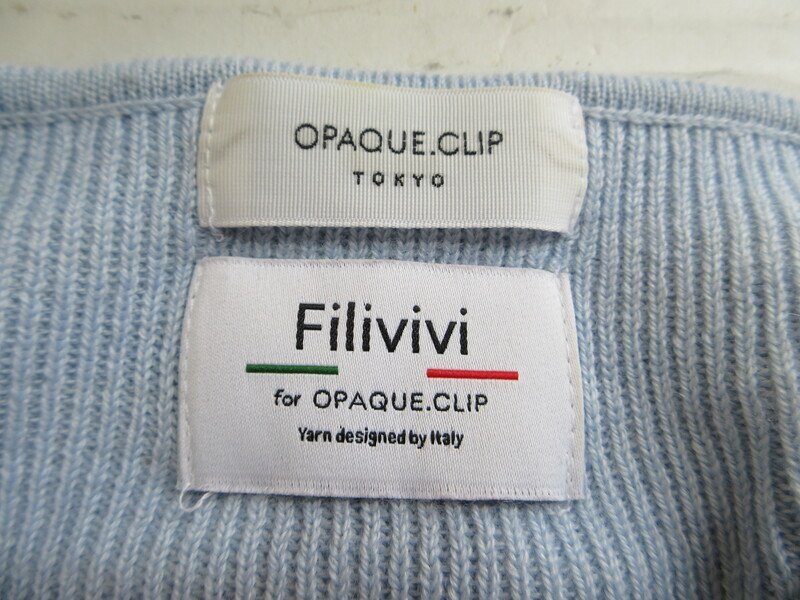 OPAQUE.CLIP
TOKYO
Filivivi
for OPAQUE.CLIP
Yarn designed by Italy